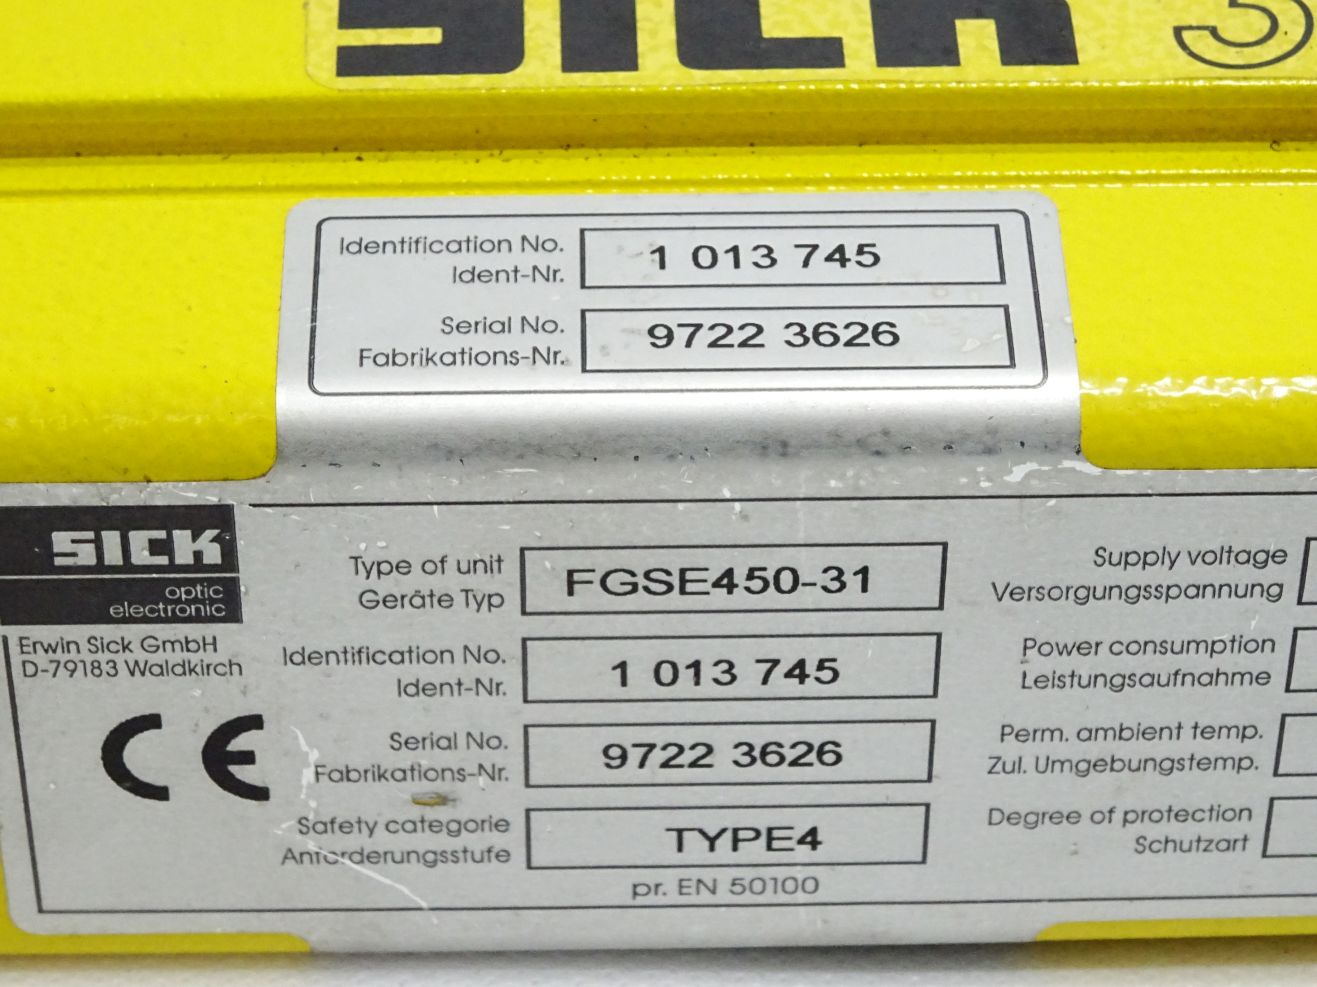 SICK 3
Identification No.
Ident-Nr.
1 013 745
Serial No.
Fabrikations-Nr.
9722 3626
SICK
optic
electronic
Erwin Sick GmbH
D-79183 Waldkirch
CE
Type of unit
Geräte Typ
FGSE450-31
Identification No.
Ident-Nr.
1 013 745
Serial No.
Fabrikations-Nr.
9722 3626
Safety categorie
Anforderungsstufe
TYPE4
pr. EN 50100
Supply voltage
Versorgungsspannung
Power consumption
Leistungsaufnahme
Perm. ambient temp.
Zul. Umgebungstemp.
Degree of protection
Schutzart